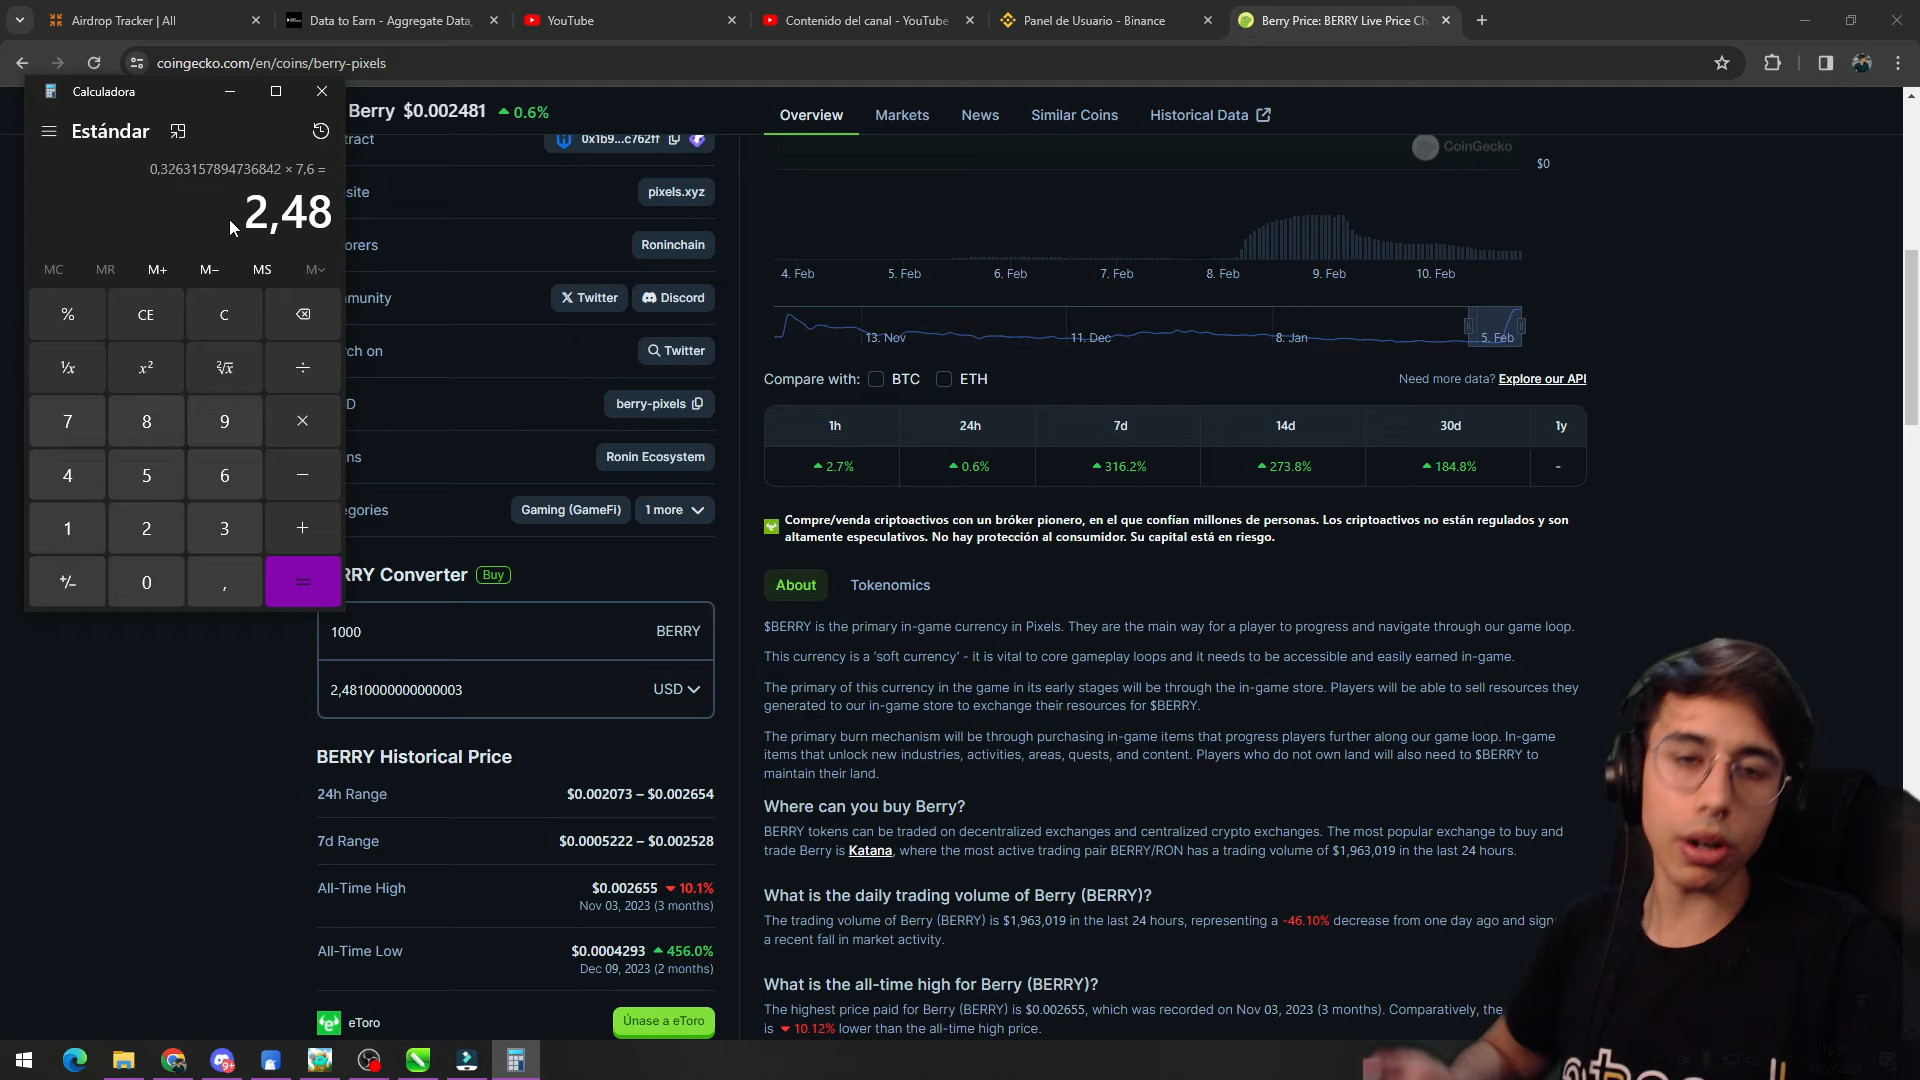 Airdrop Tracker | All
Data to Earn - Aggregate Data,
YouTube
Contenido del canal - YouTube
Panel de Usuario - Binance
Berry Price: BERRY Live Price Ch
coingecko.com/en/coins/berry-pixels
Calculadora
Estándar
0,3263157894736842 × 7,6 =
2,48
MC MR M+ M− MS M
% CE C
¹/x x² ²√x ÷
7 8 9 ×
4 5 6 −
1 2 3 +
+/− 0 , =
Berry $0.002481 0.6%
Overview Markets News Similar Coins Historical Data
0x1b9...c762ff
pixels.xyz
Roninchain
Twitter Discord
Twitter
berry-pixels
Ronin Ecosystem
Gaming (GameFi) 1 more
RRY Converter Buy
1000 BERRY
2,4810000000000003 USD
BERRY Historical Price
24h Range $0.002073 – $0.002654
7d Range $0.0005222 – $0.002528
All-Time High $0.002655 10.1%
Nov 03, 2023 (3 months)
All-Time Low $0.0004293 456.0%
Dec 09, 2023 (2 months)
eToro Únase a eToro
CoinGecko
$0
4. Feb 5. Feb 6. Feb 7. Feb 8. Feb 9. Feb 10. Feb
13. Nov 11. Dec 8. Jan 5. Feb
Compare with: BTC ETH Need more data? Explore our API
1h 24h 7d 14d 30d 1y
2.7% 0.6% 316.2% 273.8% 184.8% -
Compre/venda criptoactivos con un bróker pionero, en el que confían millones de personas. Los criptoactivos no están regulados y son
altamente especulativos. No hay protección al consumidor. Su capital está en riesgo.
About Tokenomics
$BERRY is the primary in-game currency in Pixels. They are the main way for a player to progress and navigate through our game loop.
This currency is a 'soft currency' - it is vital to core gameplay loops and it needs to be accessible and easily earned in-game.
The primary of this currency in the game in its early stages will be through the in-game store. Players will be able to sell resources they
generated to our in-game store to exchange their resources for $BERRY.
The primary burn mechanism will be through purchasing in-game items that progress players further along our game loop. In-game
items that unlock new industries, activities, areas, quests, and content. Players who do not own land will also need to $BERRY to
maintain their land.
Where can you buy Berry?
BERRY tokens can be traded on decentralized exchanges and centralized crypto exchanges. The most popular exchange to buy and
trade Berry is Katana, where the most active trading pair BERRY/RON has a trading volume of $1,963,019 in the last 24 hours.
What is the daily trading volume of Berry (BERRY)?
The trading volume of Berry (BERRY) is $1,963,019 in the last 24 hours, representing a -46.10% decrease from one day ago and sign
a recent fall in market activity.
What is the all-time high for Berry (BERRY)?
The highest price paid for Berry (BERRY) is $0.002655, which was recorded on Nov 03, 2023 (3 months). Comparatively, the
is 10.12% lower than the all-time high price.